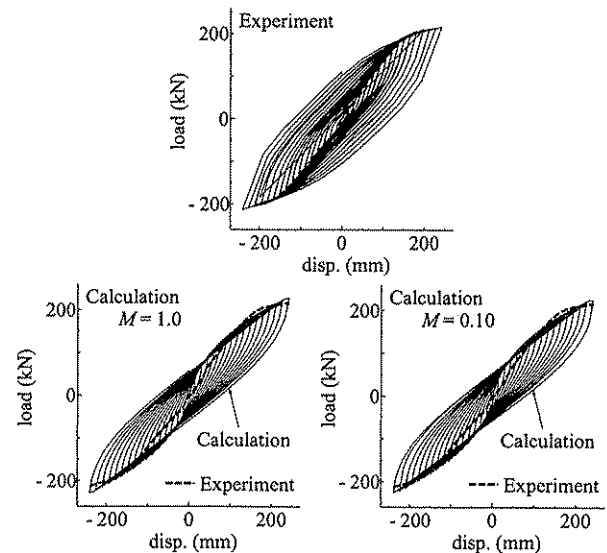 Experiment
200
0
- 200
load (kN)
- 200
0
200
disp. (mm)
Calculation
M = 1.0
200
0
- 200
load (kN)
Calculation
Experiment
- 200
0
200
disp. (mm)
Calculation
M = 0.10
200
0
- 200
load (kN)
Calculation
Experiment
- 200
0
200
disp. (mm)